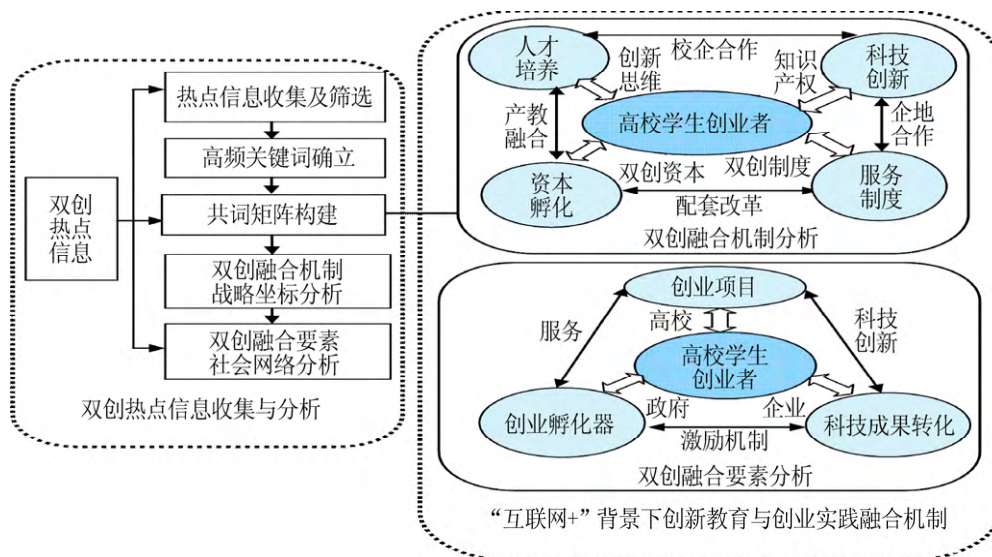 双创
热点
信息
热点信息收集及筛选
高频关键词确立
共词矩阵构建
双创融合机制
战略坐标分析
双创融合要素
社会网络分析
双创热点信息收集与分析
人才
培养
创新
思维
校企合作
知识
产权
科技
创新
产教
融合
高校学生创业者
企地
合作
资本
孵化
双创资本
双创制度
配套改革
服务
制度
双创融合机制分析
创业项目
服务
高校
科技
创新
高校学生
创业者
创业孵化器
政府
企业
激励机制
科技成果转化
双创融合要素分析
“互联网+”背景下创新教育与创业实践融合机制